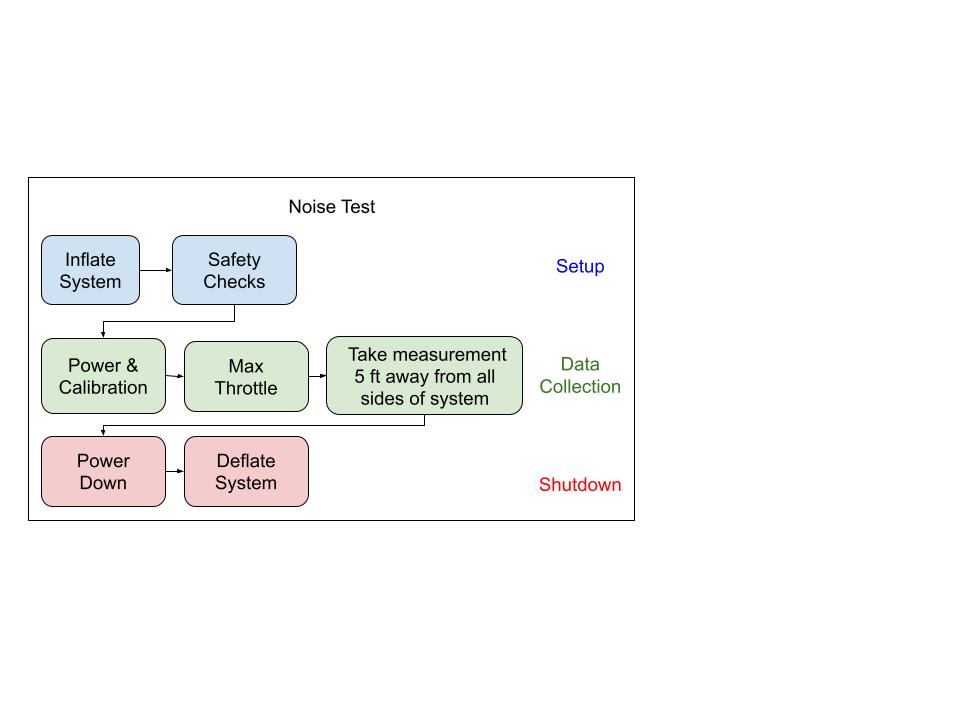 Noise Test
Inflate
System
Safety
Checks
Setup
Power &
Calibration
Max
Throttle
Take measurement
5 ft away from all
sides of system
Data
Collection
Power
Down
Deflate
System
Shutdown